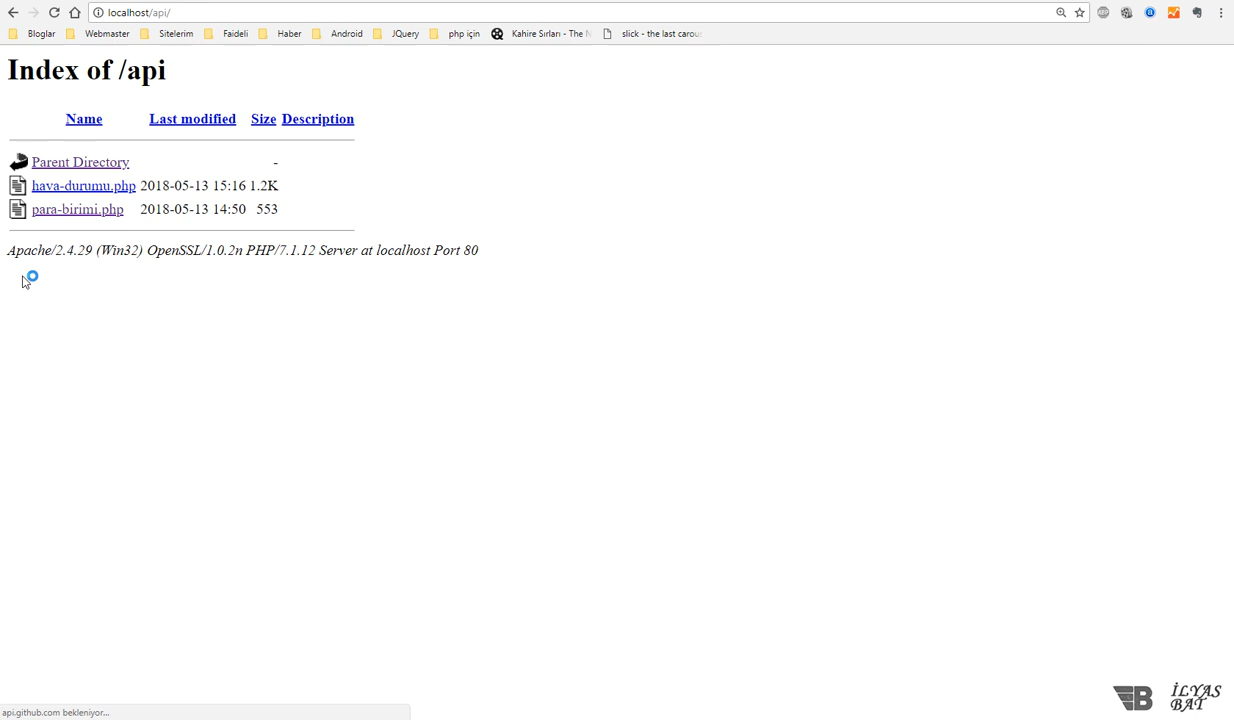 localhost/api/
Bloglar Webmaster Sitelerim Faideli Haber Android JQuery php için Kahire Sırları - The N slick - the last carou
Index of /api
Name Last modified Size Description
Parent Directory -
hava-durumu.php 2018-05-13 15:16 1.2K
para-birimi.php 2018-05-13 14:50 553
Apache/2.4.29 (Win32) OpenSSL/1.0.2n PHP/7.1.12 Server at localhost Port 80
B İLYAS
BAT
api.github.com bekleniyor...